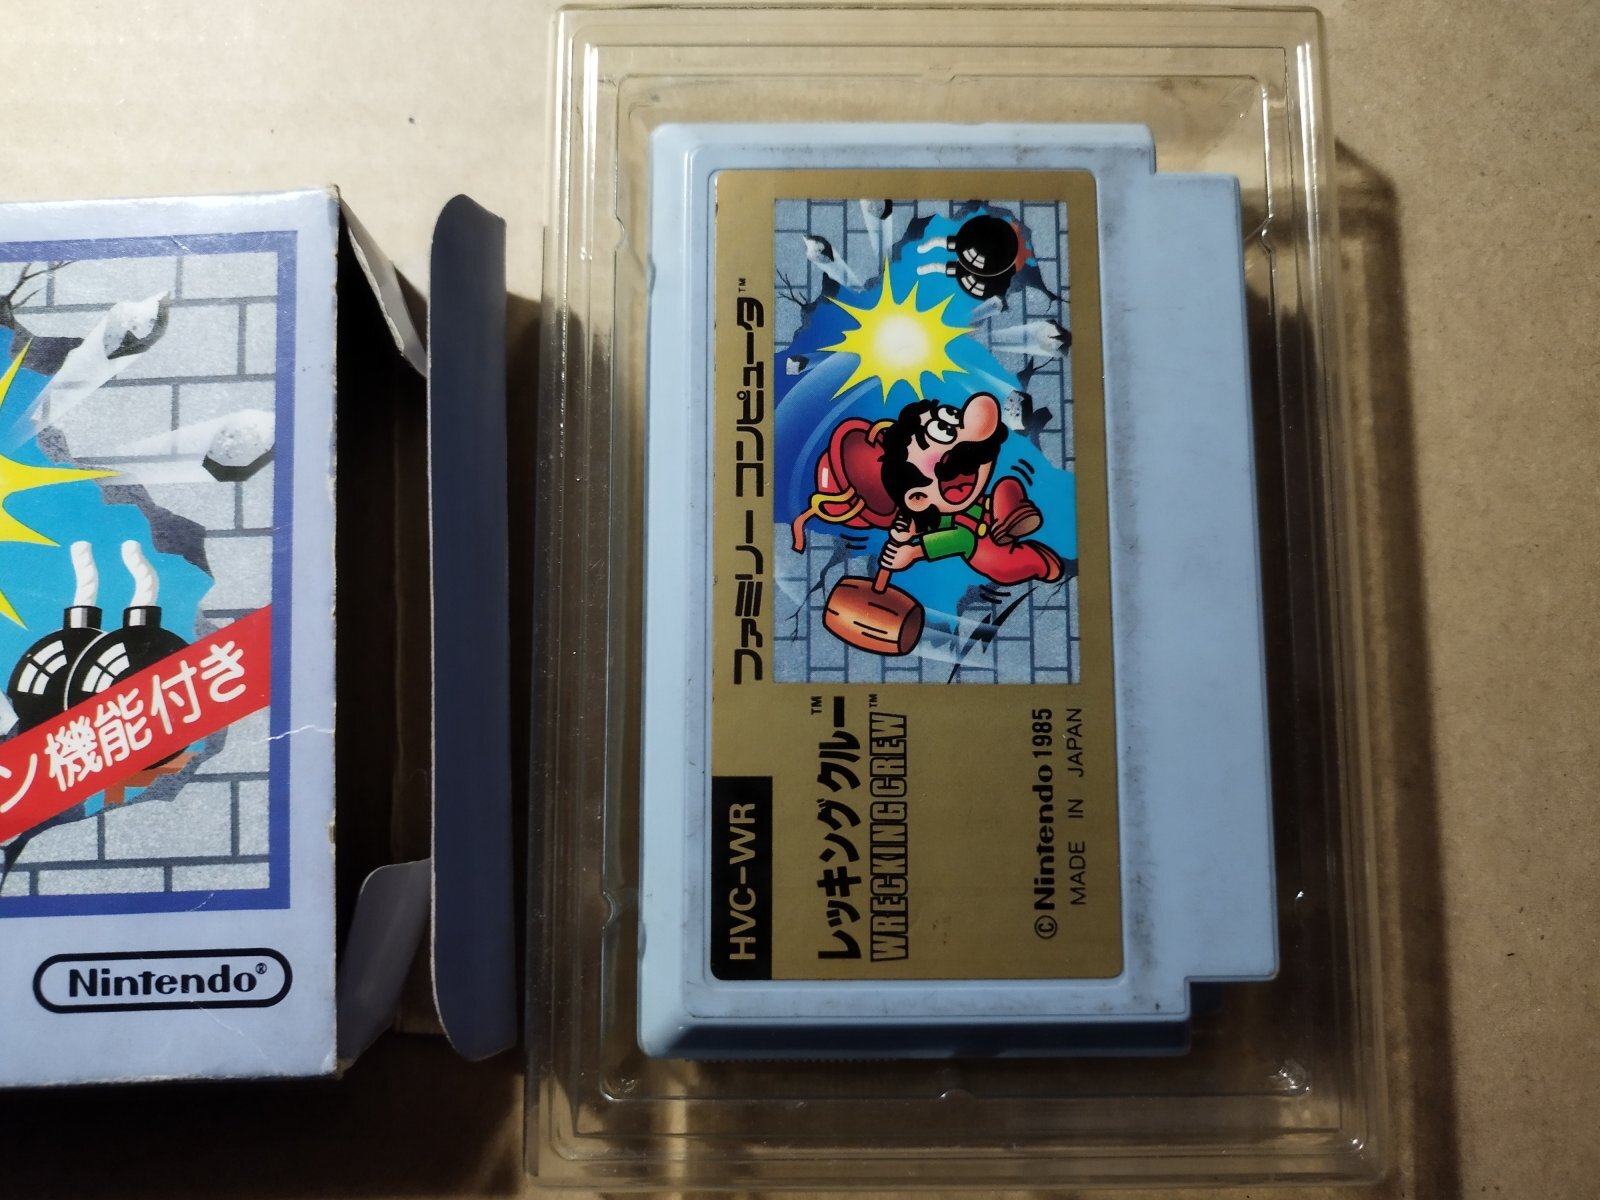 ン機能付き
Nintendo®
ファミリー コンピュータ™
HVC-WR
レッキングクルー™
WRECKING CREW™
© Nintendo 1985
MADE IN JAPAN